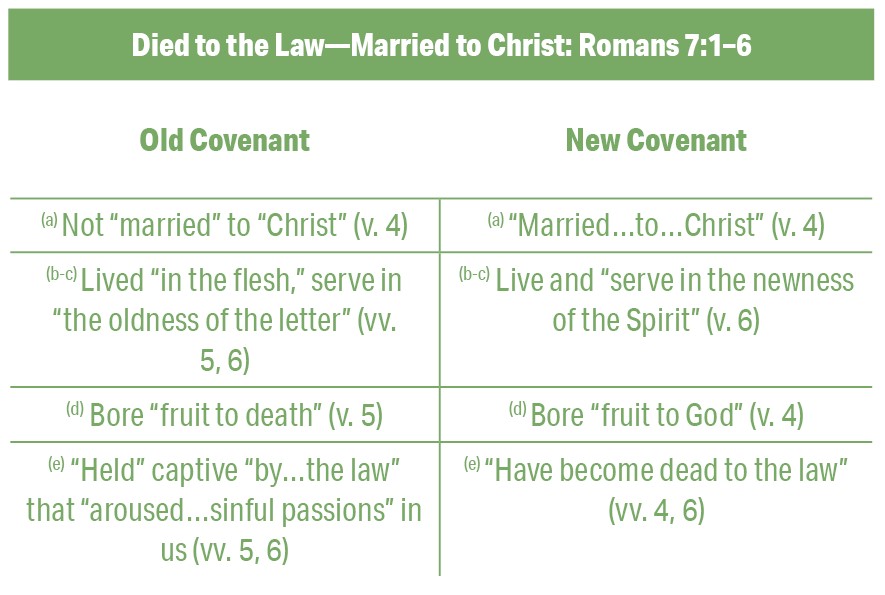 Died to the Law—Married to Christ: Romans 7:1–6
Old Covenant
New Covenant
(a) Not “married” to “Christ” (v. 4)
(a) “Married...to...Christ” (v. 4)
(b-c) Lived “in the flesh,” serve in
“the oldness of the letter” (vv.
5, 6)
(b-c) Live and “serve in the newness
of the Spirit” (v. 6)
(d) Bore “fruit to death” (v. 5)
(d) Bore “fruit to God” (v. 4)
(e) “Held” captive “by...the law”
that “aroused...sinful passions” in
us (vv. 5, 6)
(e) “Have become dead to the law”
(vv. 4, 6)